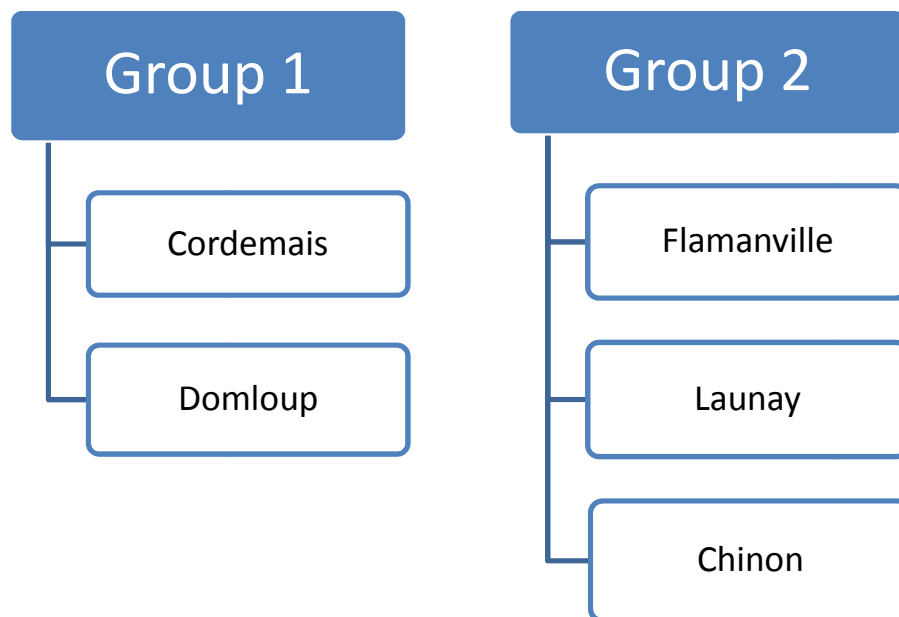 Group 1
Cordemais
Domloup
Group 2
Flamanville
Launay
Chinon